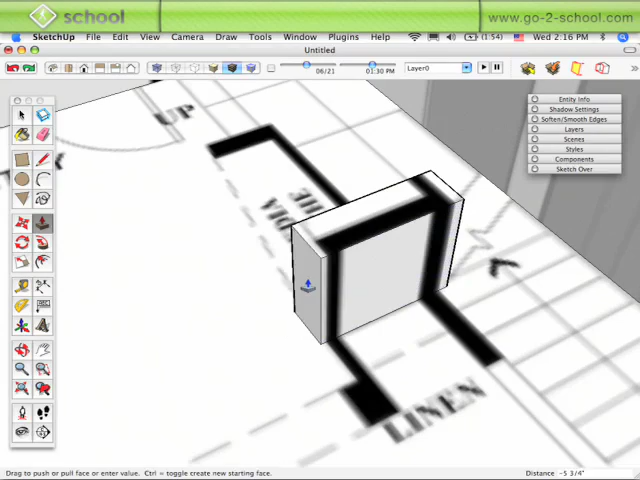 school
www.go-2-school.com
SketchUp File Edit View Camera Draw Tools Window Plugins Help (1:54) Wed 2:16 PM
Untitled
06/21 01:30 PM Layer0
Entity Info
Shadow Settings
Soften/Smooth Edges
Layers
Scenes
Styles
Components
Sketch Over
UP
LINEN
Drag to push or pull face or enter value. Ctrl = toggle create new starting face. Distance -5 3/4"